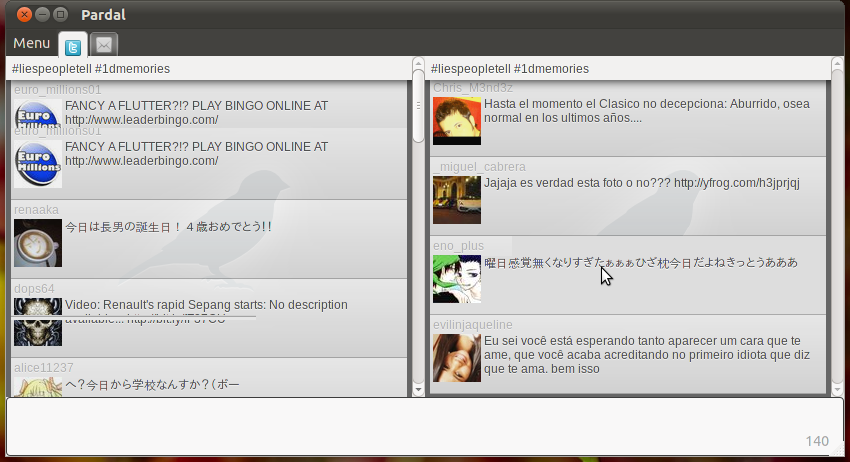 Pardal
Menu
#liespeopletell #1dmemories
euro_millions01
FANCY A FLUTTER?!? PLAY BINGO ONLINE AT
http://www.leaderbingo.com/
Euro
euro_millions01
FANCY A FLUTTER?!? PLAY BINGO ONLINE AT
http://www.leaderbingo.com/
Euro
Millions
renaaka
今日は長男の誕生日！４歳おめでとう!!
dops64
Video: Renault's rapid Sepang starts: No description
alice11237
へ?今日から学校なんすか?(ポー
#liespeopletell #1dmemories
Chris_M3nd3z
Hasta el momento el Clasico no decepciona: Aburrido, osea
normal en los ultimos años....
_miguel_cabrera
Jajaja es verdad esta foto o no??? http://yfrog.com/h3jprjqj
eno_plus
曜日感覚無くなりすぎたぁぁぁひざ枕今日だよねきっとうあああ
evilinjaqueline
Eu sei você está esperando tanto aparecer um cara que te
ame, que você acaba acreditando no primeiro idiota que diz
que te ama. bem isso
140